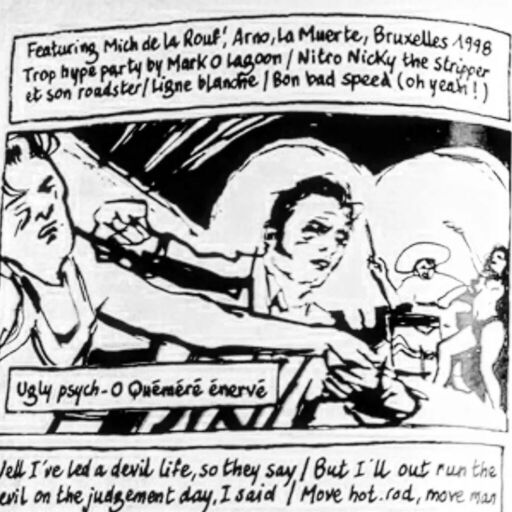 Featuring Mich de la Rouf', Arno, La Muerte, Bruxelles 1998
Trop hype party by Mark O Lagoon / Nitro Nicky the Stripper
et son roadster / Ligne blanche / Bon bad speed (oh yeah!)
Ugly psych-O Quéméré énervé
Well I've led a devil life, so they say / But I'll out run the
evil on the judgement day, I said / Move hot.rod, move man